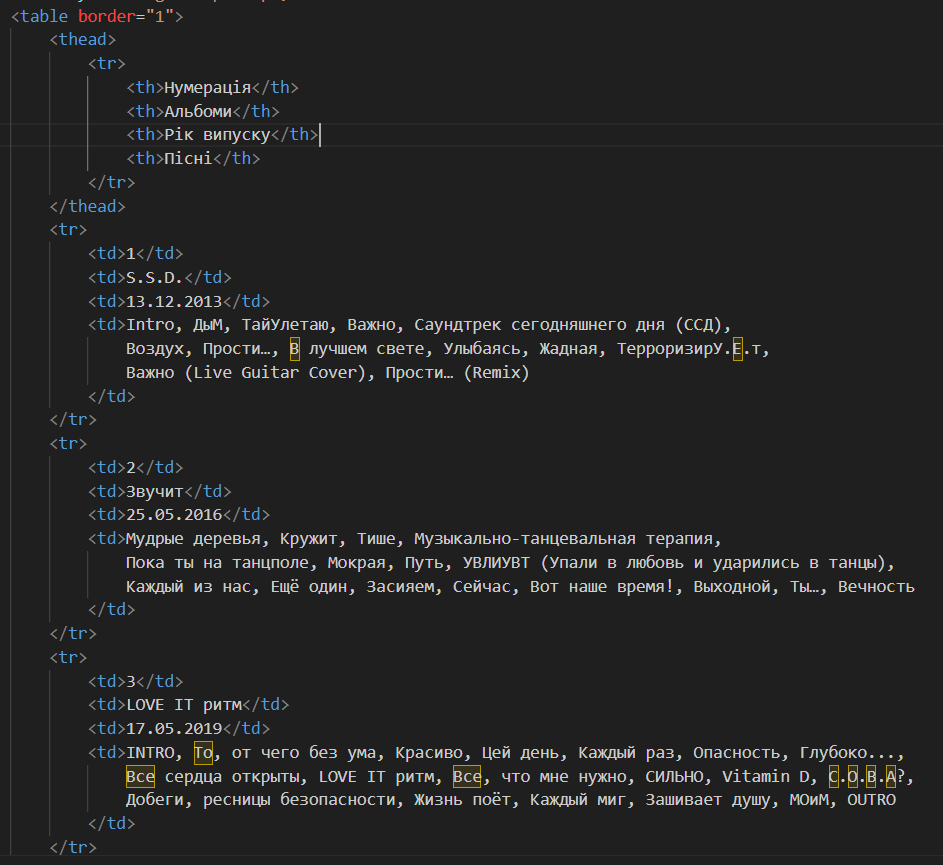 <table border="1">
<thead>
<tr>
<th>Нумерація</th>
<th>Альбоми</th>
<th>Рік випуску</th>
<th>Пісні</th>
</tr>
</thead>
<tr>
<td>1</td>
<td>S.S.D.</td>
<td>13.12.2013</td>
<td>Intro, ДыМ, ТайУлетаю, Важно, Саундтрек сегодняшнего дня (ССД),
Воздух, Прости…, В лучшем свете, Улыбаясь, Жадная, ТерроризирУ.Е.т,
Важно (Live Guitar Cover), Прости… (Remix)
</td>
</tr>
<tr>
<td>2</td>
<td>Звучит</td>
<td>25.05.2016</td>
<td>Мудрые деревья, Кружит, Тише, Музыкально-танцевальная терапия,
Пока ты на танцполе, Мокрая, Путь, УВЛИУВТ (Упали в любовь и ударились в танцы),
Каждый из нас, Ещё один, Засияем, Сейчас, Вот наше время!, Выходной, Ты…, Вечность
</td>
</tr>
<tr>
<td>3</td>
<td>LOVE IT ритм</td>
<td>17.05.2019</td>
<td>INTRO, То, от чего без ума, Красиво, Цей день, Каждый раз, Опасность, Глубоко...,
Все сердца открыты, LOVE IT ритм, Все, что мне нужно, СИЛЬНО, Vitamin D, С.О.В.А?,
Добеги, ресницы безопасности, Жизнь поёт, Каждый миг, Зашивает душу, МОиМ, OUTRO
</td>
</tr>